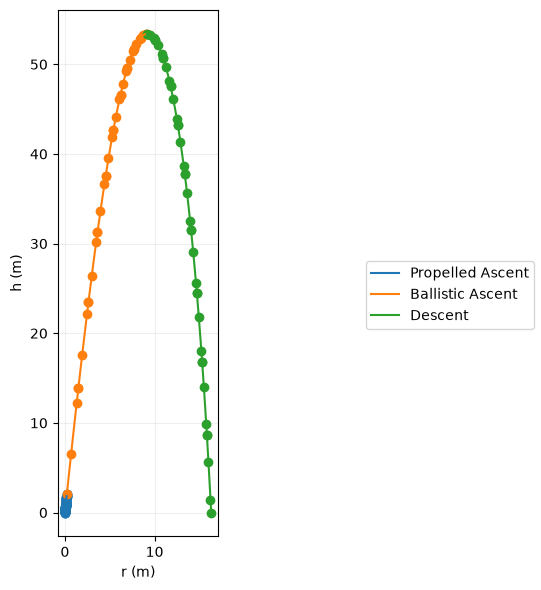 50
40
30
20
10
0
h (m)
0 10
r (m)
Propelled Ascent
Ballistic Ascent
Descent